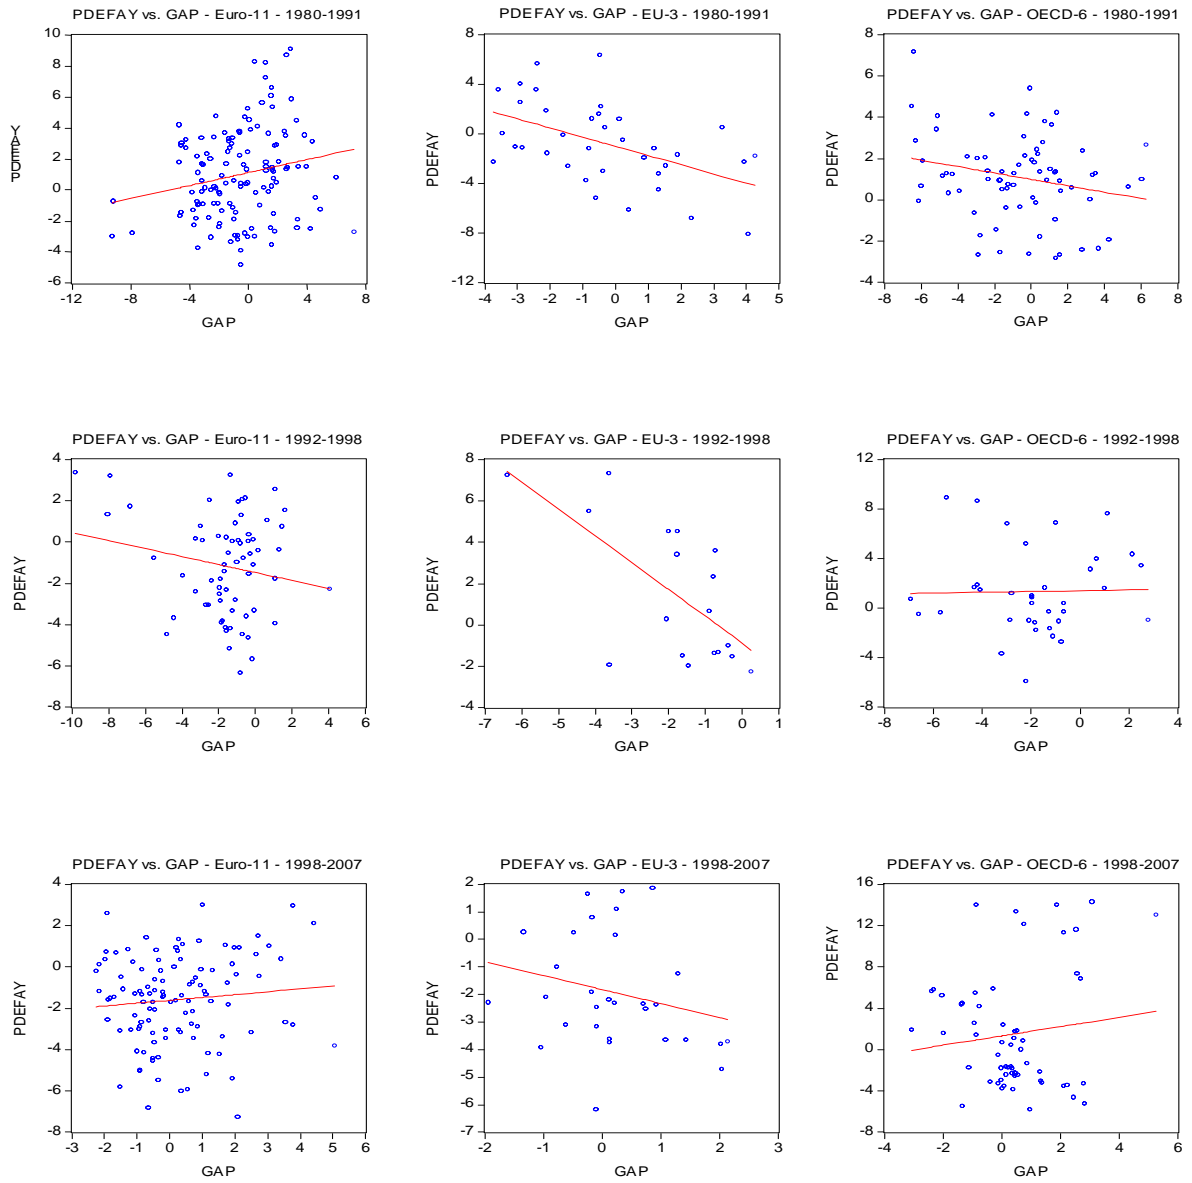 PDEFAY vs. GAP - Euro-11 - 1980-1991
PDEFAY
10
8
6
4
2
0
-2
-4
-6
-12 -8 -4 0 4 8
GAP
PDEFAY vs. GAP - EU-3 - 1980-1991
PDEFAY
8
4
0
-4
-8
-12
-4 -3 -2 -1 0 1 2 3 4 5
GAP
PDEFAY vs. GAP - OECD-6 - 1980-1991
PDEFAY
8
6
4
2
0
-2
-4
-8 -6 -4 -2 0 2 4 6 8
GAP
PDEFAY vs. GAP - Euro-11 - 1992-1998
PDEFAY
4
2
0
-2
-4
-6
-8
-10 -8 -6 -4 -2 0 2 4 6
GAP
PDEFAY vs. GAP - EU-3 - 1992-1998
PDEFAY
8
6
4
2
0
-2
-4
-7 -6 -5 -4 -3 -2 -1 0 1
GAP
PDEFAY vs. GAP - OECD-6 - 1992-1998
PDEFAY
12
8
4
0
-4
-8
-8 -6 -4 -2 0 2 4
GAP
PDEFAY vs. GAP - Euro-11 - 1998-2007
PDEFAY
4
2
0
-2
-4
-6
-8
-3 -2 -1 0 1 2 3 4 5 6
GAP
PDEFAY vs. GAP - EU-3 - 1998-2007
PDEFAY
2
1
0
-1
-2
-3
-4
-5
-6
-7
-2 -1 0 1 2 3
GAP
PDEFAY vs. GAP - OECD-6 - 1998-2007
PDEFAY
16
12
8
4
0
-4
-8
-4 -2 0 2 4 6
GAP